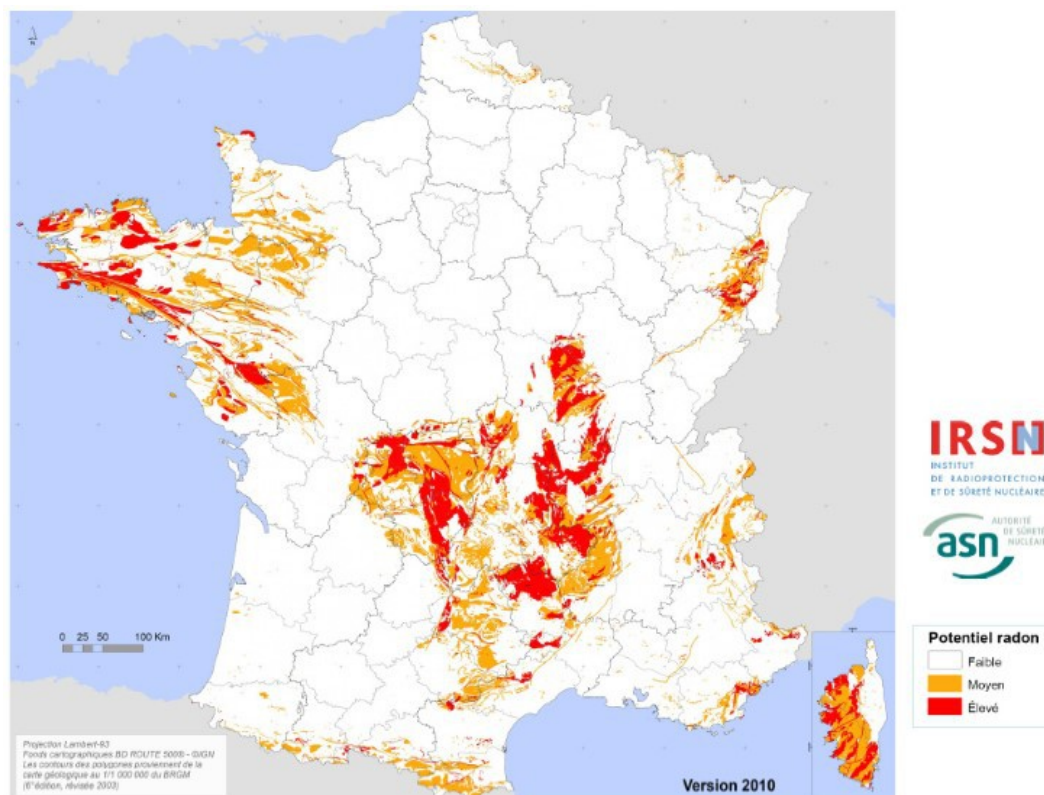 N
IRSN
INSTITUT
DE RADIOPROTECTION
ET DE SÛRETÉ NUCLÉAIRE
AUTORITÉ
DE SÛRETÉ
NUCLÉAIR
asn
0 25 50 100 Km
Potentiel radon
Faible
Moyen
Élevé
Projection Lambert-93
Fonds cartographiques BD ROUTE 500® - ©IGN
Les contours des polygones proviennent de la
carte géologique au 1/1 000 000 du BRGM
(6° édition, révisée 2003)
Version 2010